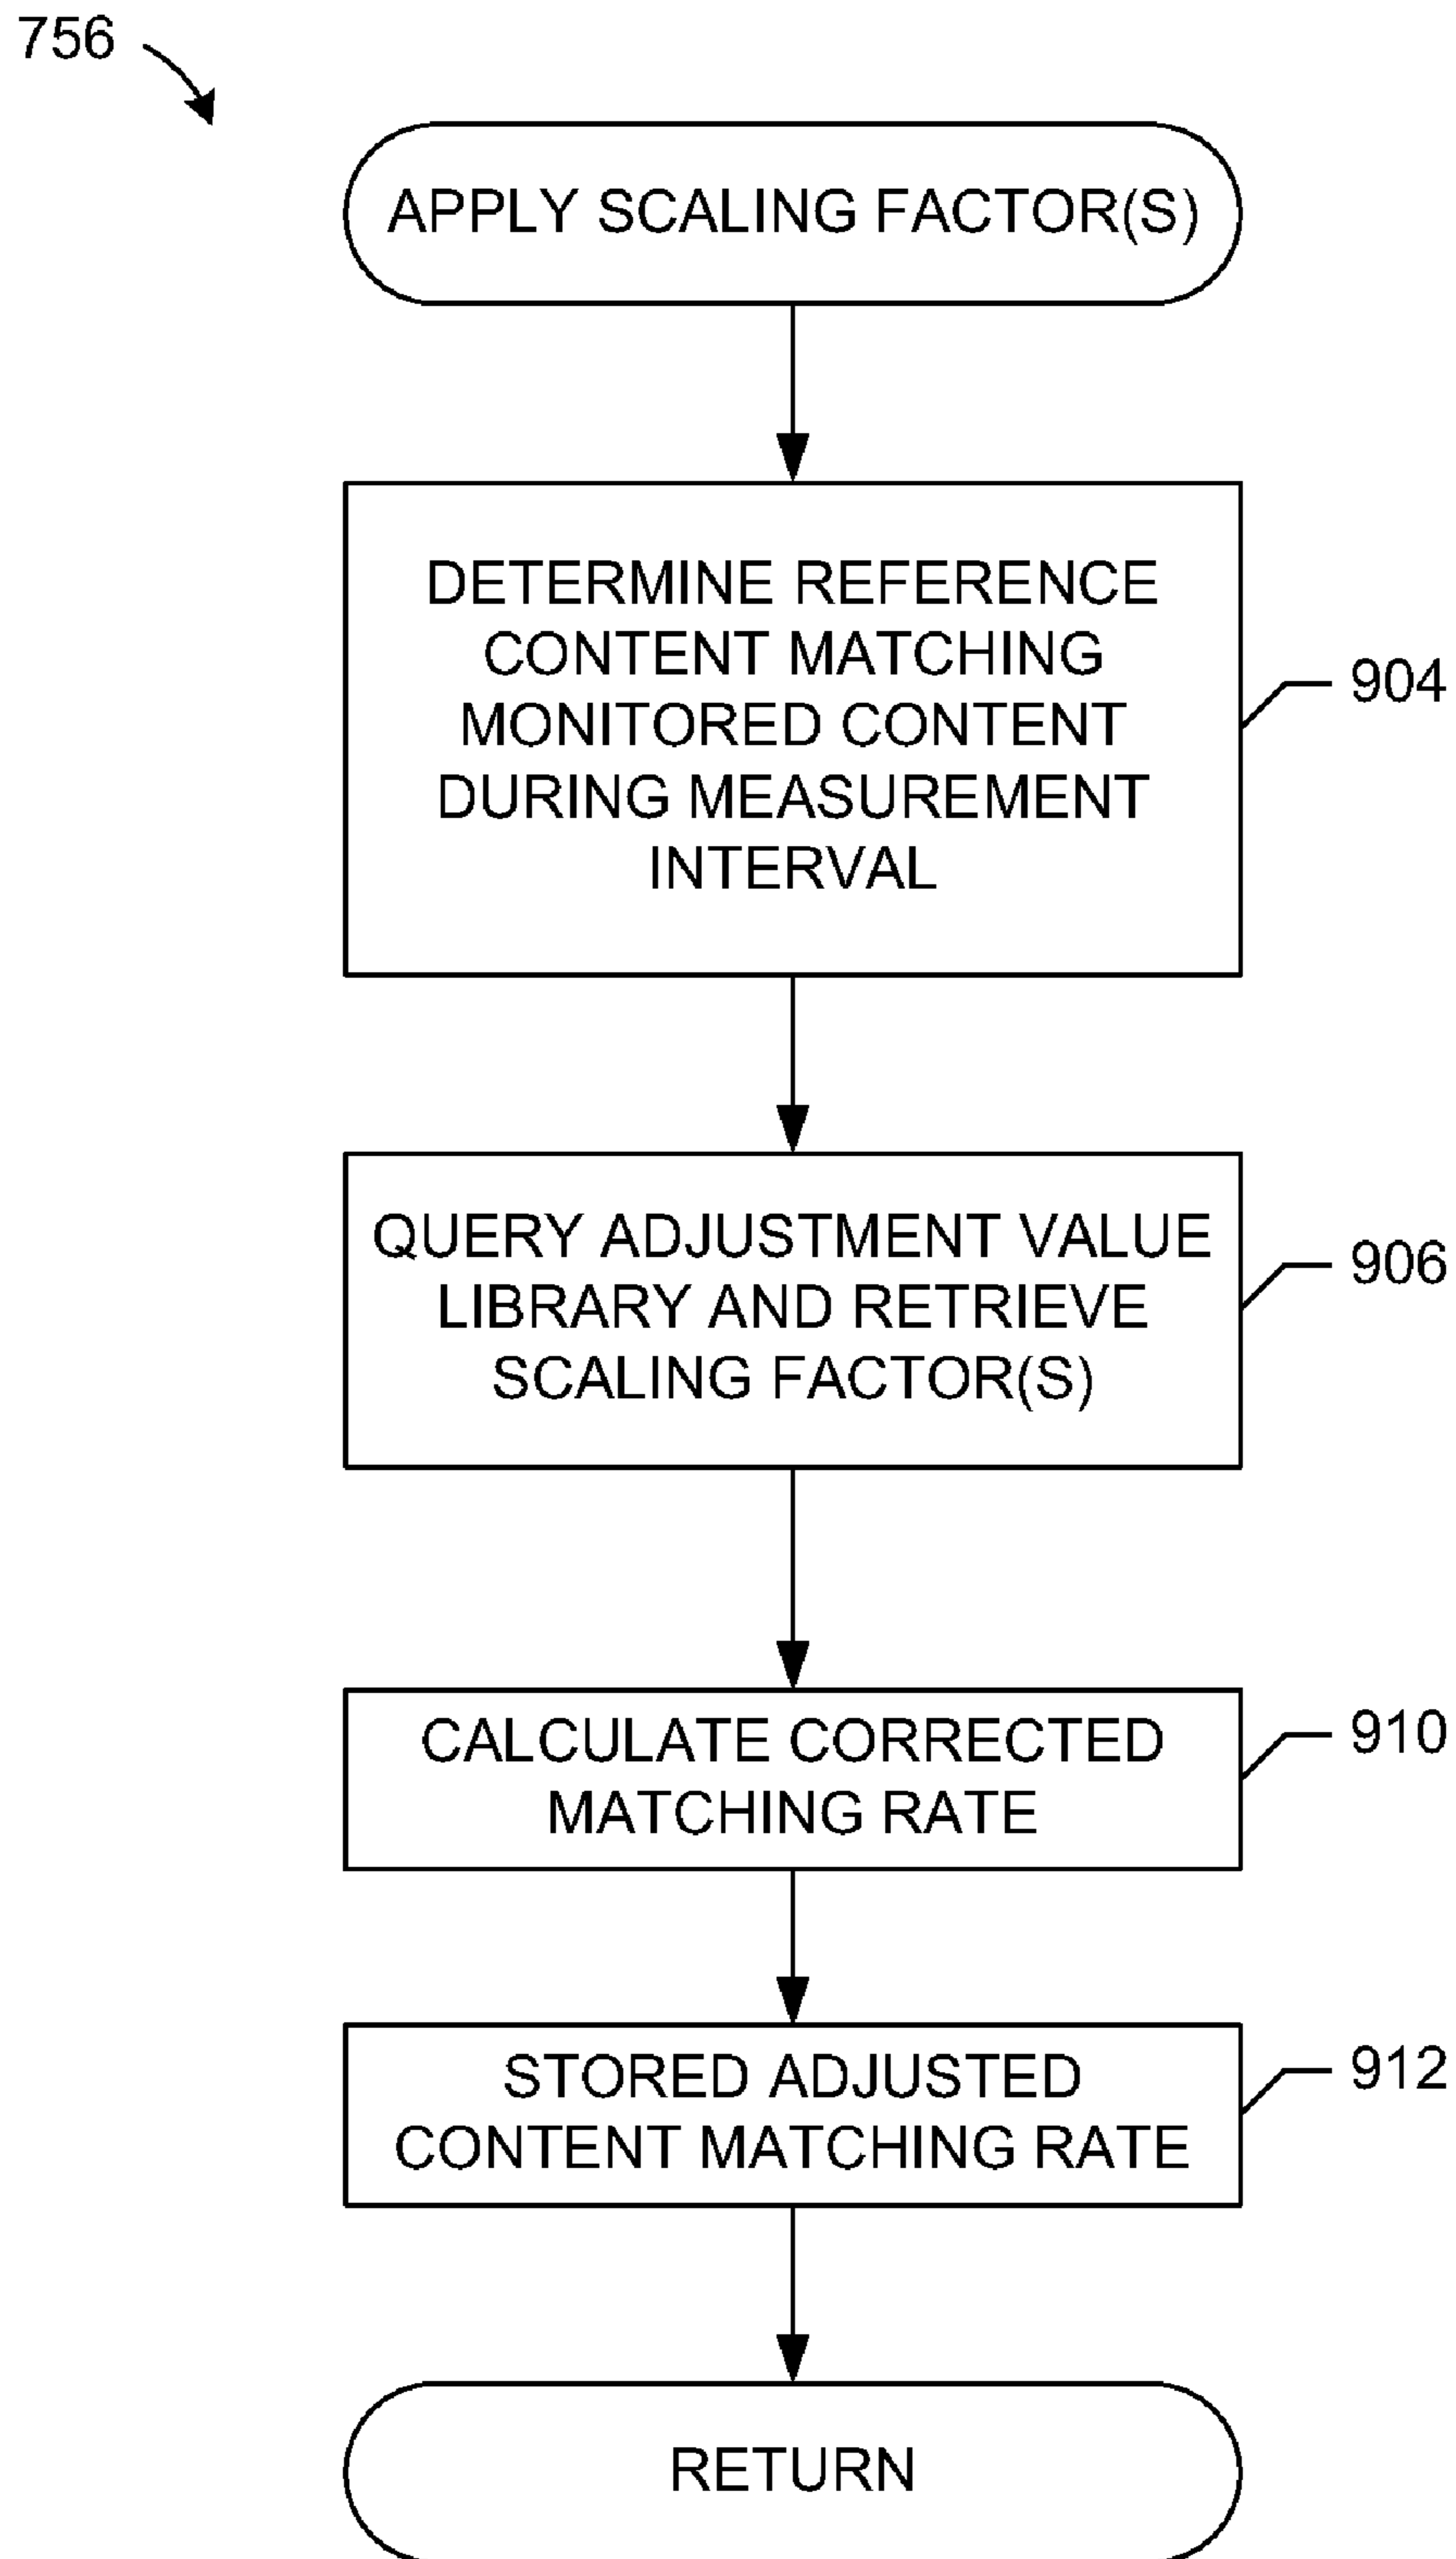 756
APPLY SCALING FACTOR(S)
DETERMINE REFERENCE
CONTENT MATCHING
MONITORED CONTENT
DURING MEASUREMENT
INTERVAL
904
QUERY ADJUSTMENT VALUE
LIBRARY AND RETRIEVE
SCALING FACTOR(S)
906
CALCULATE CORRECTED
MATCHING RATE
910
STORED ADJUSTED
CONTENT MATCHING RATE
912
RETURN